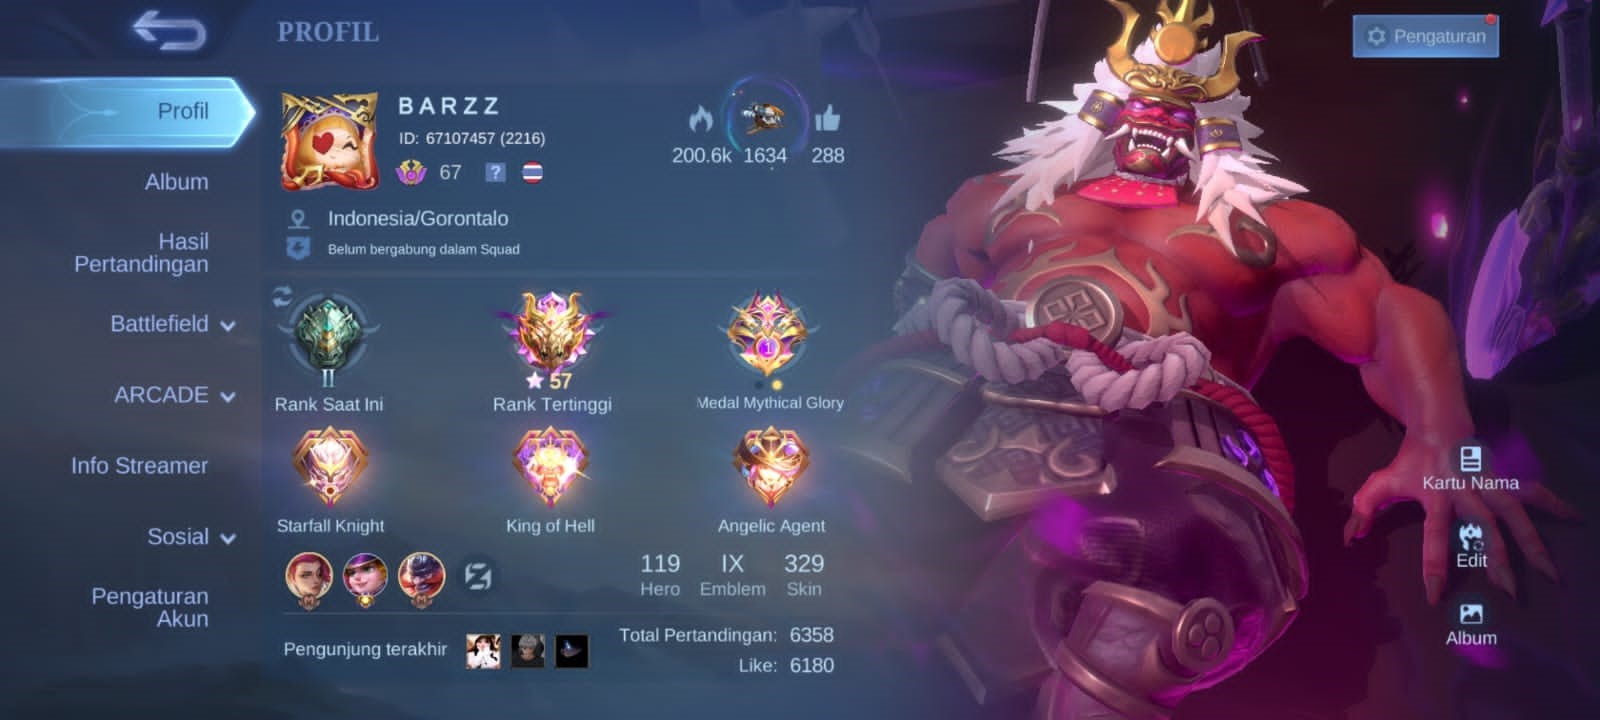 PROFIL
Pengaturan
Profil
Album
Hasil
Pertandingan
Battlefield
ARCADE
Info Streamer
Sosial
Pengaturan
Akun
BARZZ
ID: 67107457 (2216)
67
?
200.6k 1634 288
Indonesia/Gorontalo
Belum bergabung dalam Squad
II
57
1
Rank Saat Ini
Rank Tertinggi
Medal Mythical Glory
Starfall Knight
King of Hell
Angelic Agent
119 IX 329
Hero Emblem Skin
Pengunjung terakhir
Total Pertandingan: 6358
Like: 6180
Kartu Nama
Edit
Album